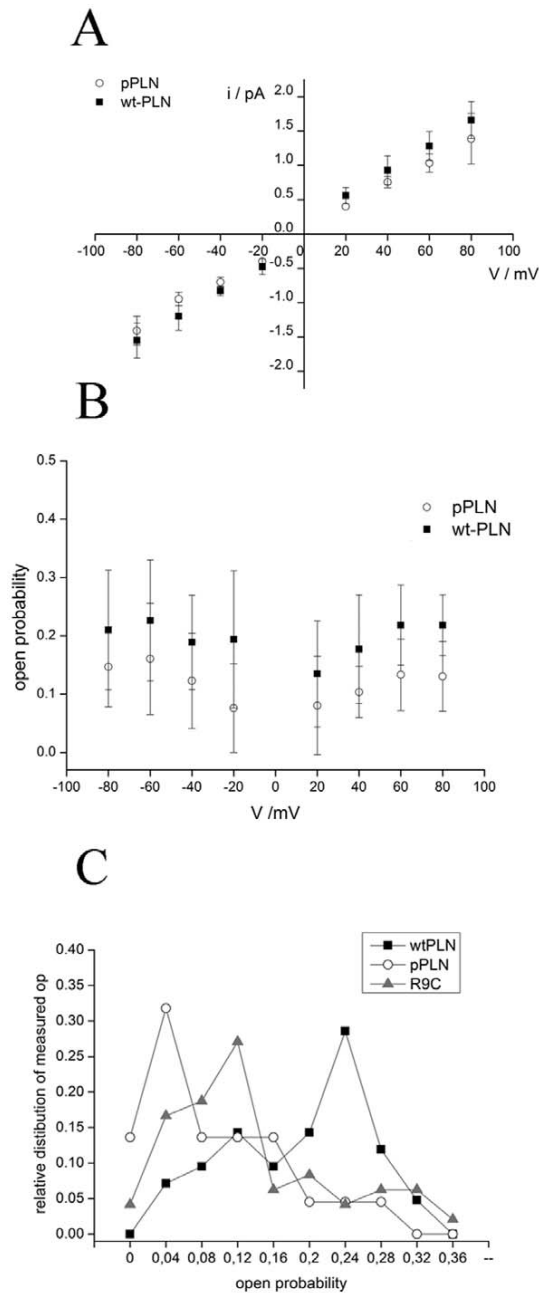 A
pPLN
wt-PLN
i / pA
2.0
1.5
1.0
0.5
0.0
-100 -80 -60 -40 -20 0 20 40 60 80 100
V / mV
-0.5
-1.0
-1.5
-2.0
B
0.5
0.4
0.3
0.2
0.1
0.0
open probability
pPLN
wt-PLN
-100 -80 -60 -40 -20 0 20 40 60 80 100
V /mV
C
0.40
0.35
0.30
0.25
0.20
0.15
0.10
0.05
0.00
relative distibution of measured op
wtPLN
pPLN
R9C
0 0,04 0,08 0,12 0,16 0,2 0,24 0,28 0,32 0,36 --
open probability